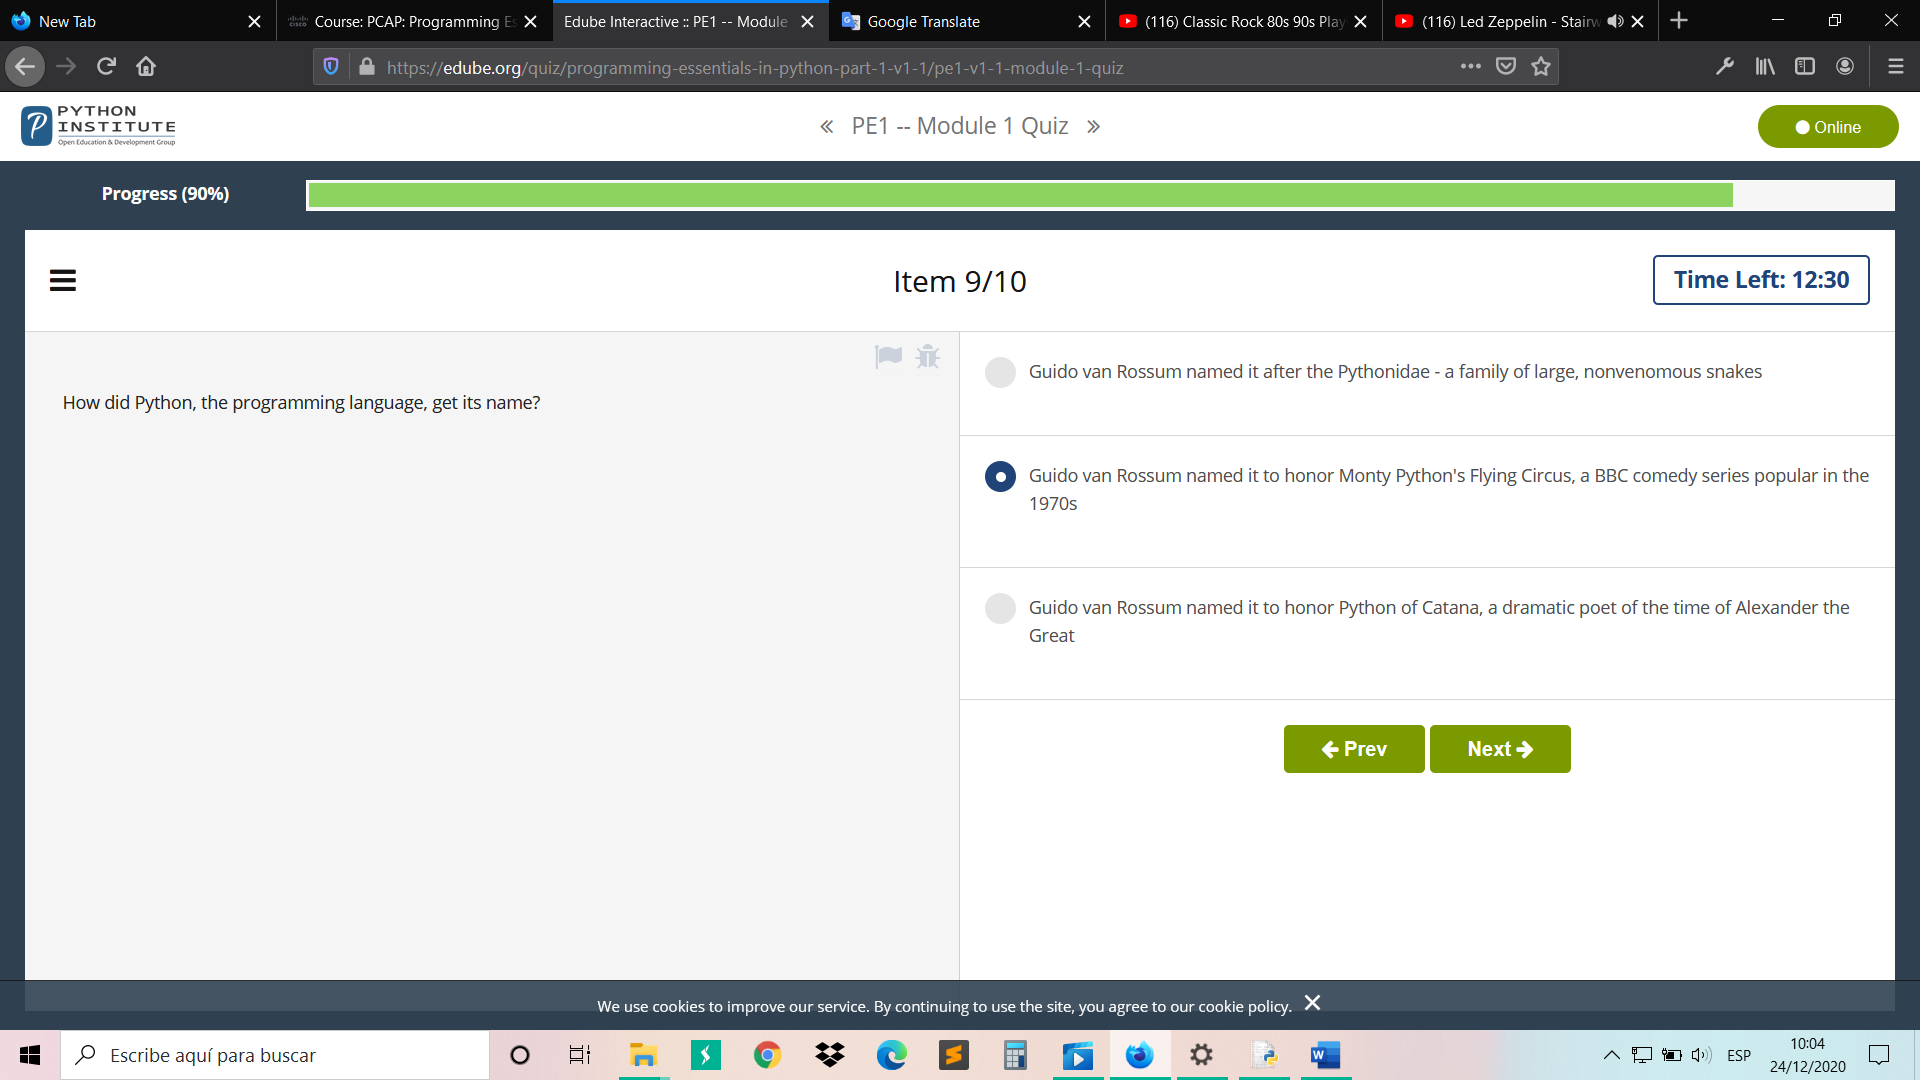 New Tab
Course: PCAP: Programming Es
Edube Interactive :: PE1 -- Module
Google Translate
(116) Classic Rock 80s 90s Play
(116) Led Zeppelin - Stairw
https://edube.org/quiz/programming-essentials-in-python-part-1-v1-1/pe1-v1-1-module-1-quiz
PYTHON
INSTITUTE
Open Education & Development Group
« PE1 -- Module 1 Quiz »
Online
Progress (90%)
Item 9/10
Time Left: 12:30
How did Python, the programming language, get its name?
Guido van Rossum named it after the Pythonidae - a family of large, nonvenomous snakes
Guido van Rossum named it to honor Monty Python's Flying Circus, a BBC comedy series popular in the
1970s
Guido van Rossum named it to honor Python of Catana, a dramatic poet of the time of Alexander the
Great
Prev
Next
We use cookies to improve our service. By continuing to use the site, you agree to our cookie policy.
Escribe aquí para buscar
ESP
10:04
24/12/2020